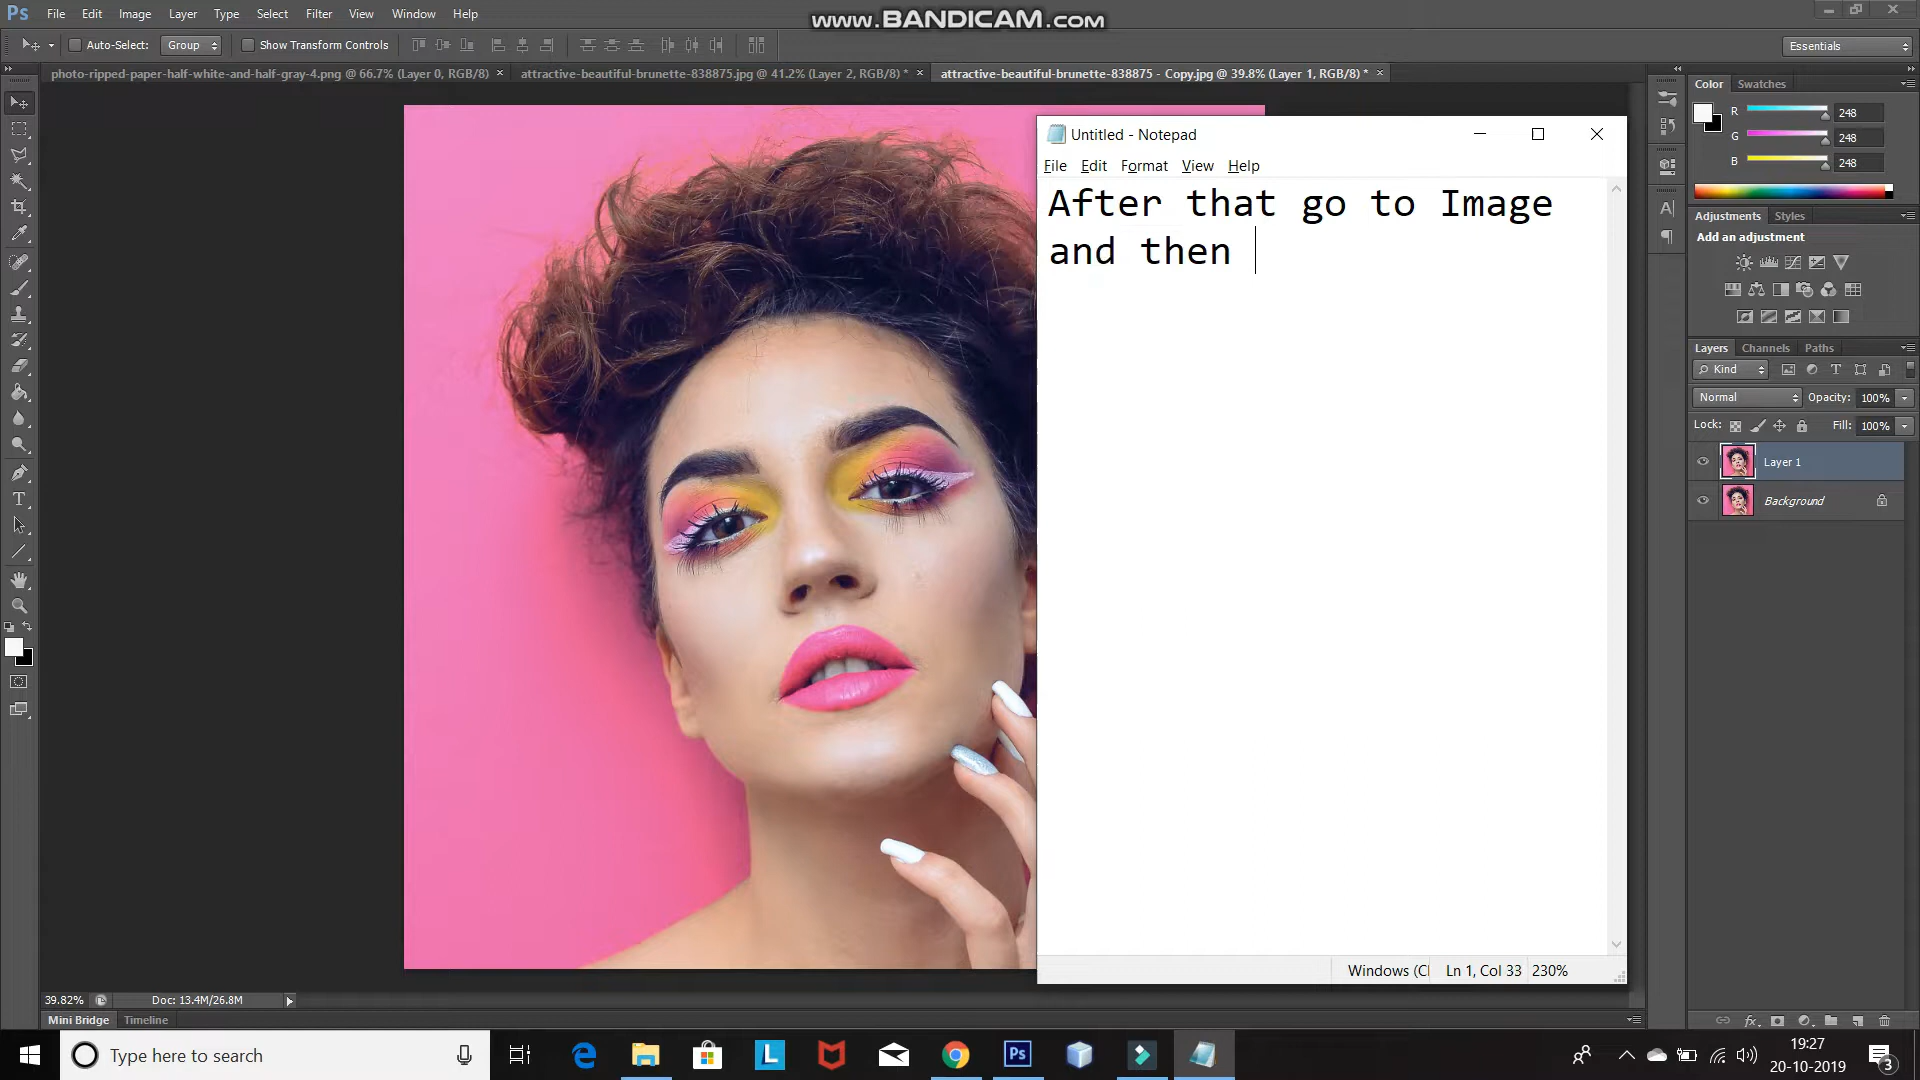 Ps File Edit Image Layer Type Select Filter View Window Help
www.BANDICAM.com
Auto-Select: Group Show Transform Controls
Essentials
photo-ripped-paper-half-white-and-half-gray-4.png @ 66.7% (Layer 0, RGB/8) ×
attractive-beautiful-brunette-838875.jpg @ 41.2% (Layer 2, RGB/8) * ×
attractive-beautiful-brunette-838875 - Copy.jpg @ 39.8% (Layer 1, RGB/8) * ×
Untitled - Notepad
File Edit Format View Help
After that go to Image
and then
Windows (Cl
Ln 1, Col 33
230%
Color Swatches
R 248
G 248
B 248
Adjustments Styles
Add an adjustment
Layers Channels Paths
Kind
Normal Opacity: 100%
Lock: Fill: 100%
Layer 1
Background
39.82% Doc: 13.4M/26.8M
Mini Bridge Timeline
Type here to search
19:27
20-10-2019
3